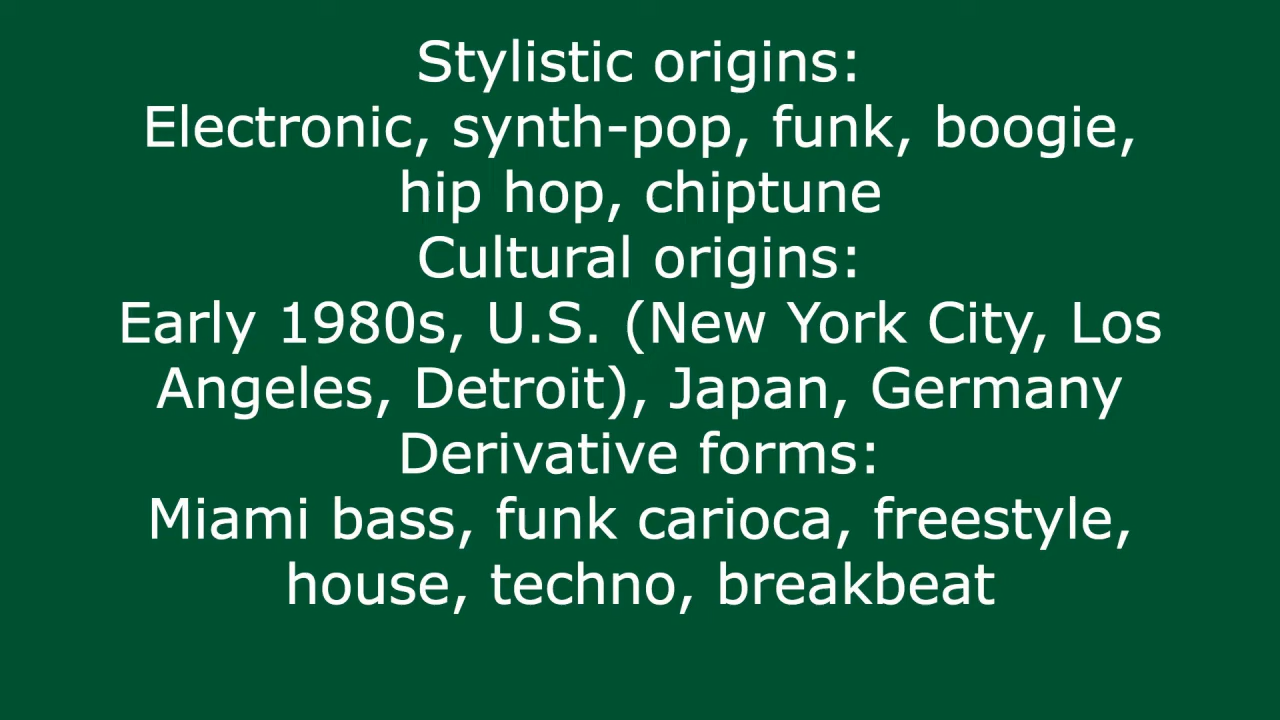 Stylistic origins:
Electronic, synth-pop, funk, boogie,
hip hop, chiptune
Cultural origins:
Early 1980s, U.S. (New York City, Los
Angeles, Detroit), Japan, Germany
Derivative forms:
Miami bass, funk carioca, freestyle,
house, techno, breakbeat